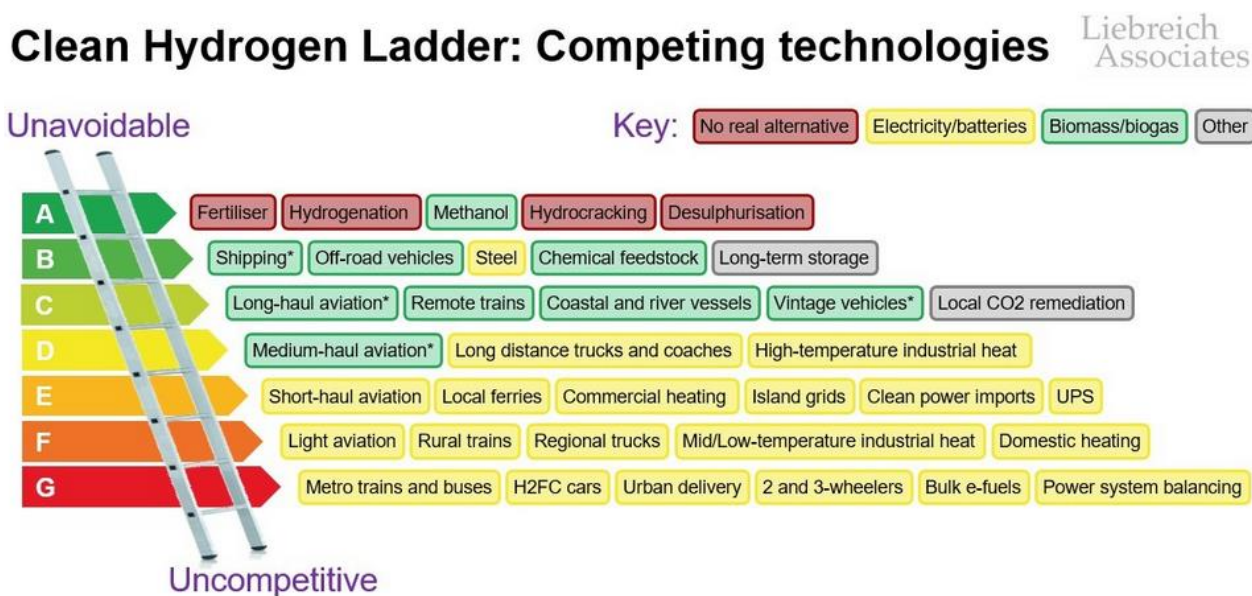 Clean Hydrogen Ladder: Competing technologies
Liebreich
Associates
Unavoidable
Key: No real alternative Electricity/batteries Biomass/biogas Other
A Fertiliser Hydrogenation Methanol Hydrocracking Desulphurisation
B Shipping* Off-road vehicles Steel Chemical feedstock Long-term storage
C Long-haul aviation* Remote trains Coastal and river vessels Vintage vehicles* Local CO2 remediation
D Medium-haul aviation* Long distance trucks and coaches High-temperature industrial heat
E Short-haul aviation Local ferries Commercial heating Island grids Clean power imports UPS
F Light aviation Rural trains Regional trucks Mid/Low-temperature industrial heat Domestic heating
G Metro trains and buses H2FC cars Urban delivery 2 and 3-wheelers Bulk e-fuels Power system balancing
Uncompetitive